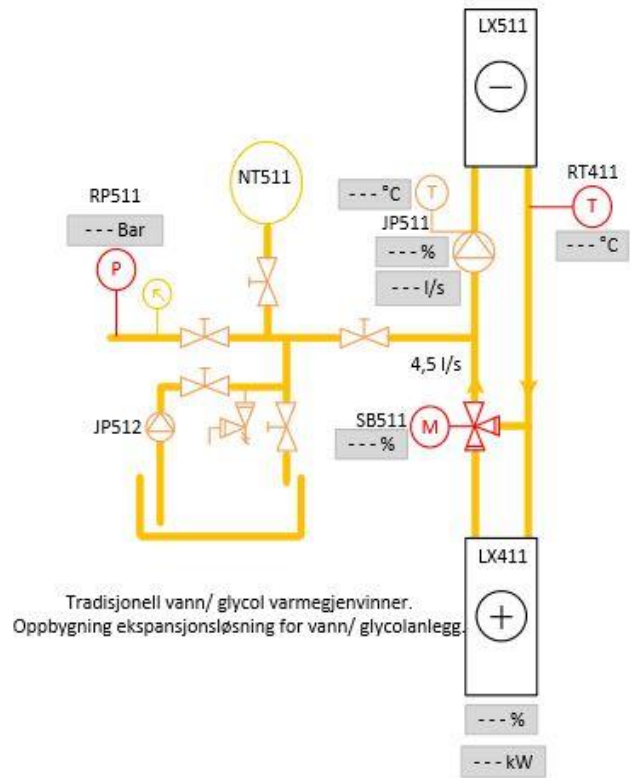 LX511
NT511
RP511
- - - Bar
P
- - - °C
T
JP511
- - - %
- - - l/s
RT411
T
- - - °C
4,5 l/s
JP512
SB511
M
- - - %
LX411
Tradisjonell vann/ glycol varmegjenvinner.
Oppbygning ekspansjonsløsning for vann/ glycolanlegg.
- - - %
- - - kW